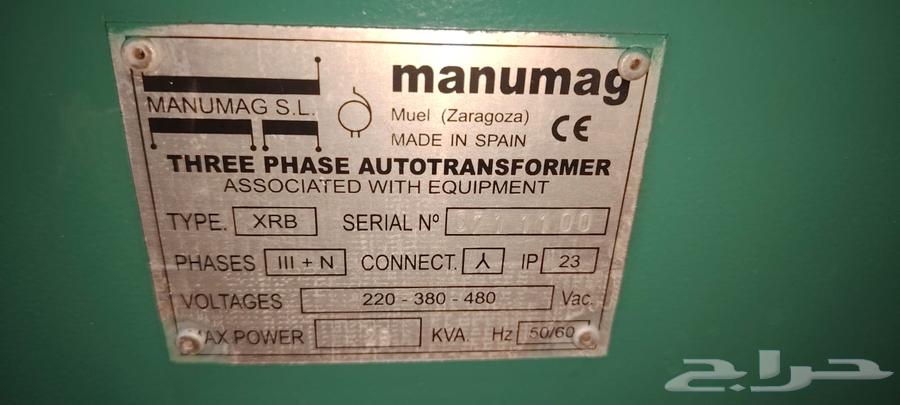 manumag
MANUMAG S.L.
Muel (Zaragoza)
MADE IN SPAIN CE
THREE PHASE AUTOTRANSFORMER
ASSOCIATED WITH EQUIPMENT
TYPE. XRB SERIAL Nº
PHASES III + N CONNECT. IP 23
VOLTAGES 220 - 380 - 480 Vac.
MAX POWER KVA. Hz 50/60
حراج